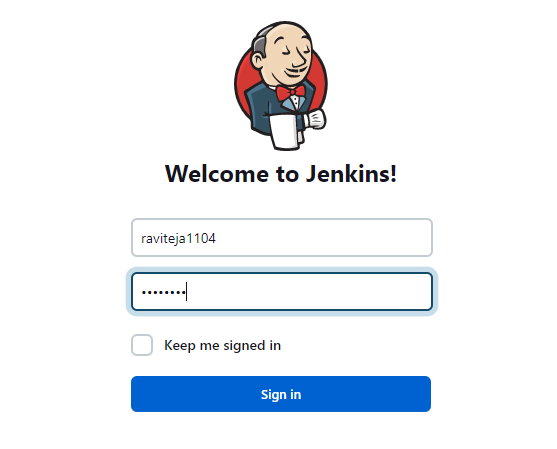 Welcome to Jenkins!
raviteja1104
••••••••
Keep me signed in
Sign in